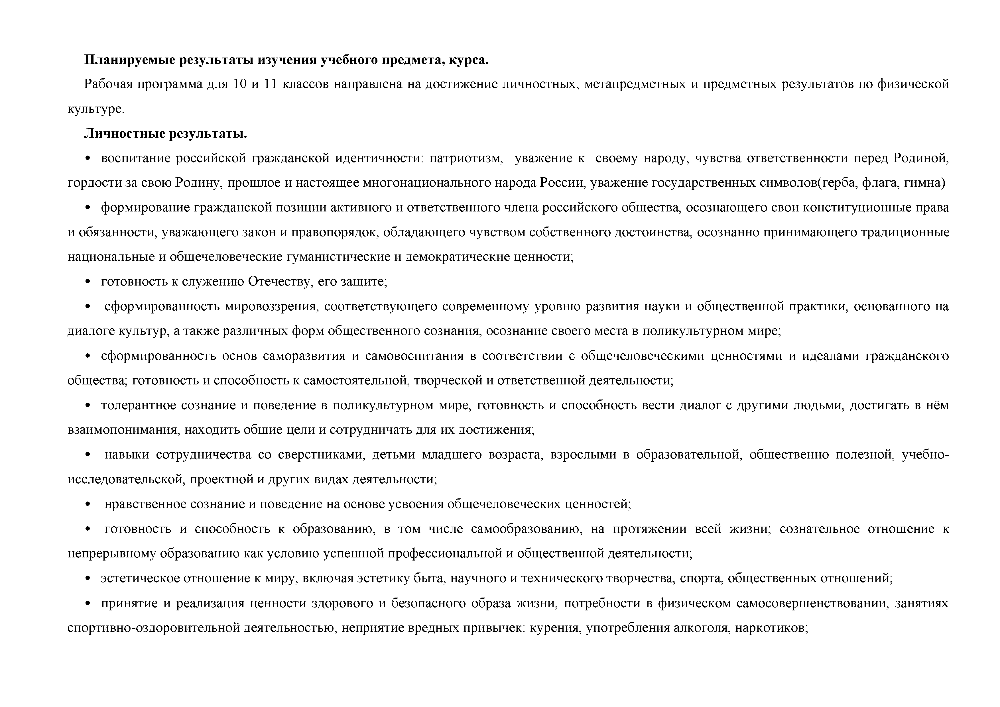 Планируемые результаты изучения учебного предмета, курса.
Рабочая программа для 10 и 11 классов направлена на достижение личностных, метапредметных и предметных результатов по физической
культуре.
Личностные результаты.
• воспитание российской гражданской идентичности: патриотизм, уважение к своему народу, чувства ответственности перед Родиной,
гордости за свою Родину, прошлое и настоящее многонационального народа России, уважение государственных символов(герба, флага, гимна)
• формирование гражданской позиции активного и ответственного члена российского общества, осознающего свои конституционные права
и обязанности, уважающего закон и правопорядок, обладающего чувством собственного достоинства, осознанно принимающего традиционные
национальные и общечеловеческие гуманистические и демократические ценности;
• готовность к служению Отечеству, его защите;
• сформированность мировоззрения, соответствующего современному уровню развития науки и общественной практики, основанного на
диалоге культур, а также различных форм общественного сознания, осознание своего места в поликультурном мире;
• сформированность основ саморазвития и самовоспитания в соответствии с общечеловеческими ценностями и идеалами гражданского
общества; готовность и способность к самостоятельной, творческой и ответственной деятельности;
• толерантное сознание и поведение в поликультурном мире, готовность и способность вести диалог с другими людьми, достигать в нём
взаимопонимания, находить общие цели и сотрудничать для их достижения;
• навыки сотрудничества со сверстниками, детьми младшего возраста, взрослыми в образовательной, общественно полезной, учебно-
исследовательской, проектной и других видах деятельности;
• нравственное сознание и поведение на основе усвоения общечеловеческих ценностей;
• готовность и способность к образованию, в том числе самообразованию, на протяжении всей жизни; сознательное отношение к
непрерывному образованию как условию успешной профессиональной и общественной деятельности;
• эстетическое отношение к миру, включая эстетику быта, научного и технического творчества, спорта, общественных отношений;
• принятие и реализация ценности здорового и безопасного образа жизни, потребности в физическом самосовершенствовании, занятиях
спортивно-оздоровительной деятельностью, неприятие вредных привычек: курения, употребления алкоголя, наркотиков;